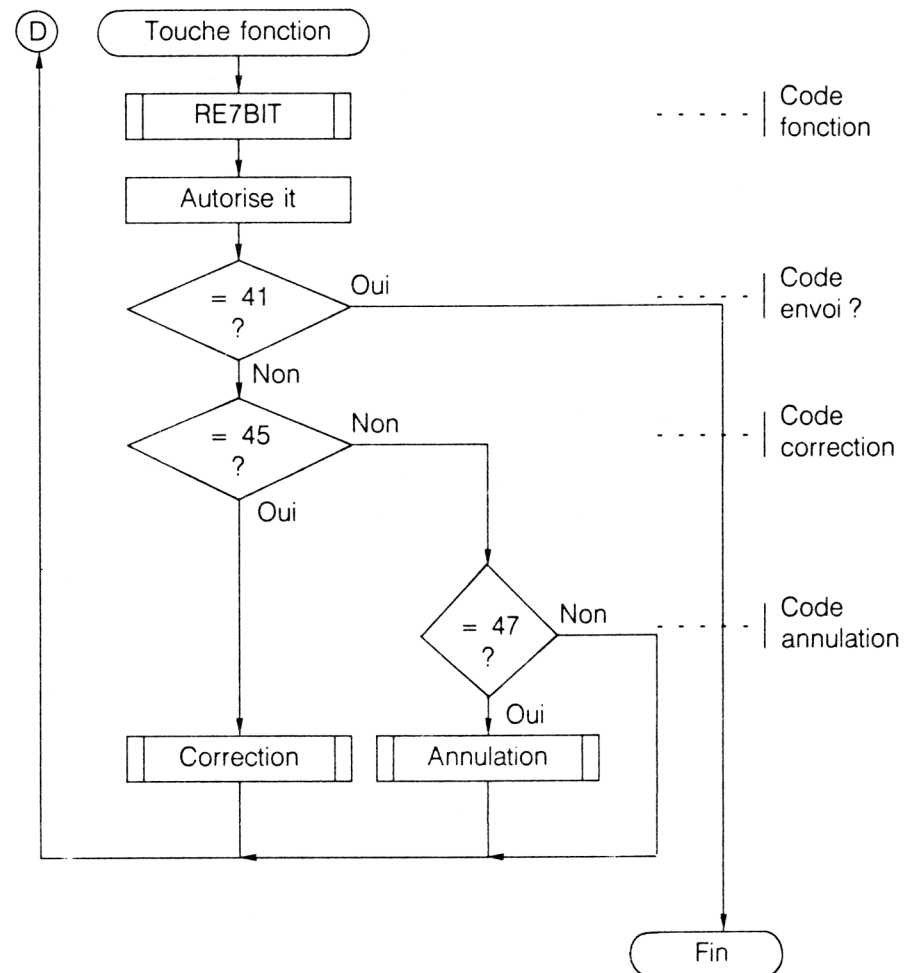 D
Touche fonction
RE7BIT
Code
fonction
Autorise it
= 41
?
Oui
Code
envoi ?
Non
= 45
?
Non
Code
correction
Oui
= 47
?
Non
Code
annulation
Oui
Correction
Annulation
Fin